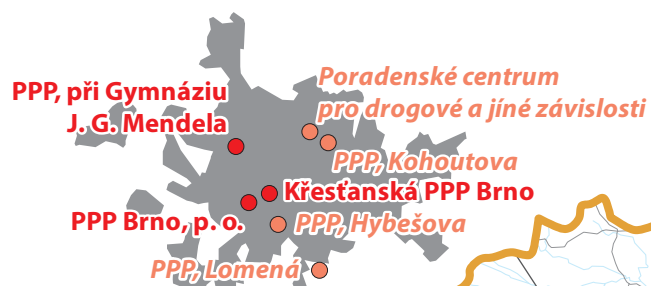 Poradenské centrum
pro drogové a jíné závislosti
PPP, při Gymnáziu
J. G. Mendela
PPP, Kohoutova
Křesťanská PPP Brno
PPP Brno, p. o.
PPP, Hybešova
PPP, Lomená